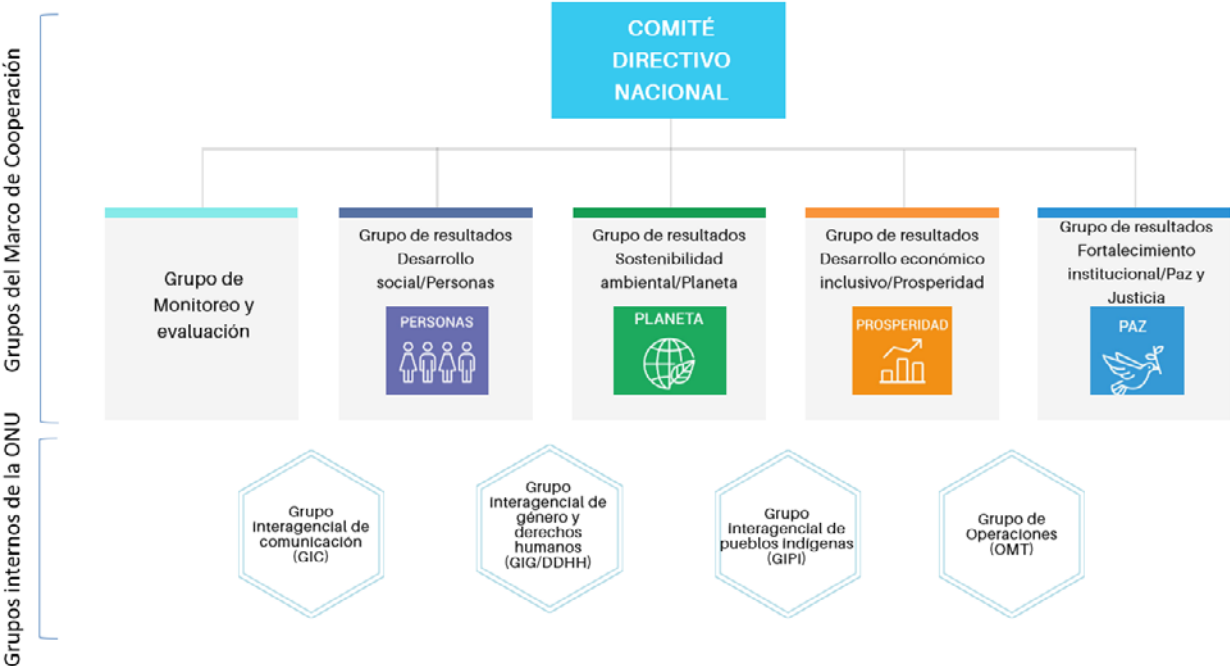 Grupos del Marco de Cooperación
COMITÉ
DIRECTIVO
NACIONAL
Grupo de
Monitoreo y
evaluación
Grupo de resultados
Desarrollo
social/Personas
PERSONAS
Grupo de resultados
Sostenibilidad
ambiental/Planeta
PLANETA
Grupo de resultados
Desarrollo económico
inclusivo/Prosperidad
PROSPERIDAD
Grupo de resultados
Fortalecimiento
institucional/Paz y
Justicia
PAZ
Grupos internos de la ONU
Grupo
interagencial de
comunicación
(GIC)
Grupo
interagencial de
género y
derechos
humanos
(GIG/DDHH)
Grupo
interagencial de
pueblos indígenas
(GIPI)
Grupo de
Operaciones
(OMT)